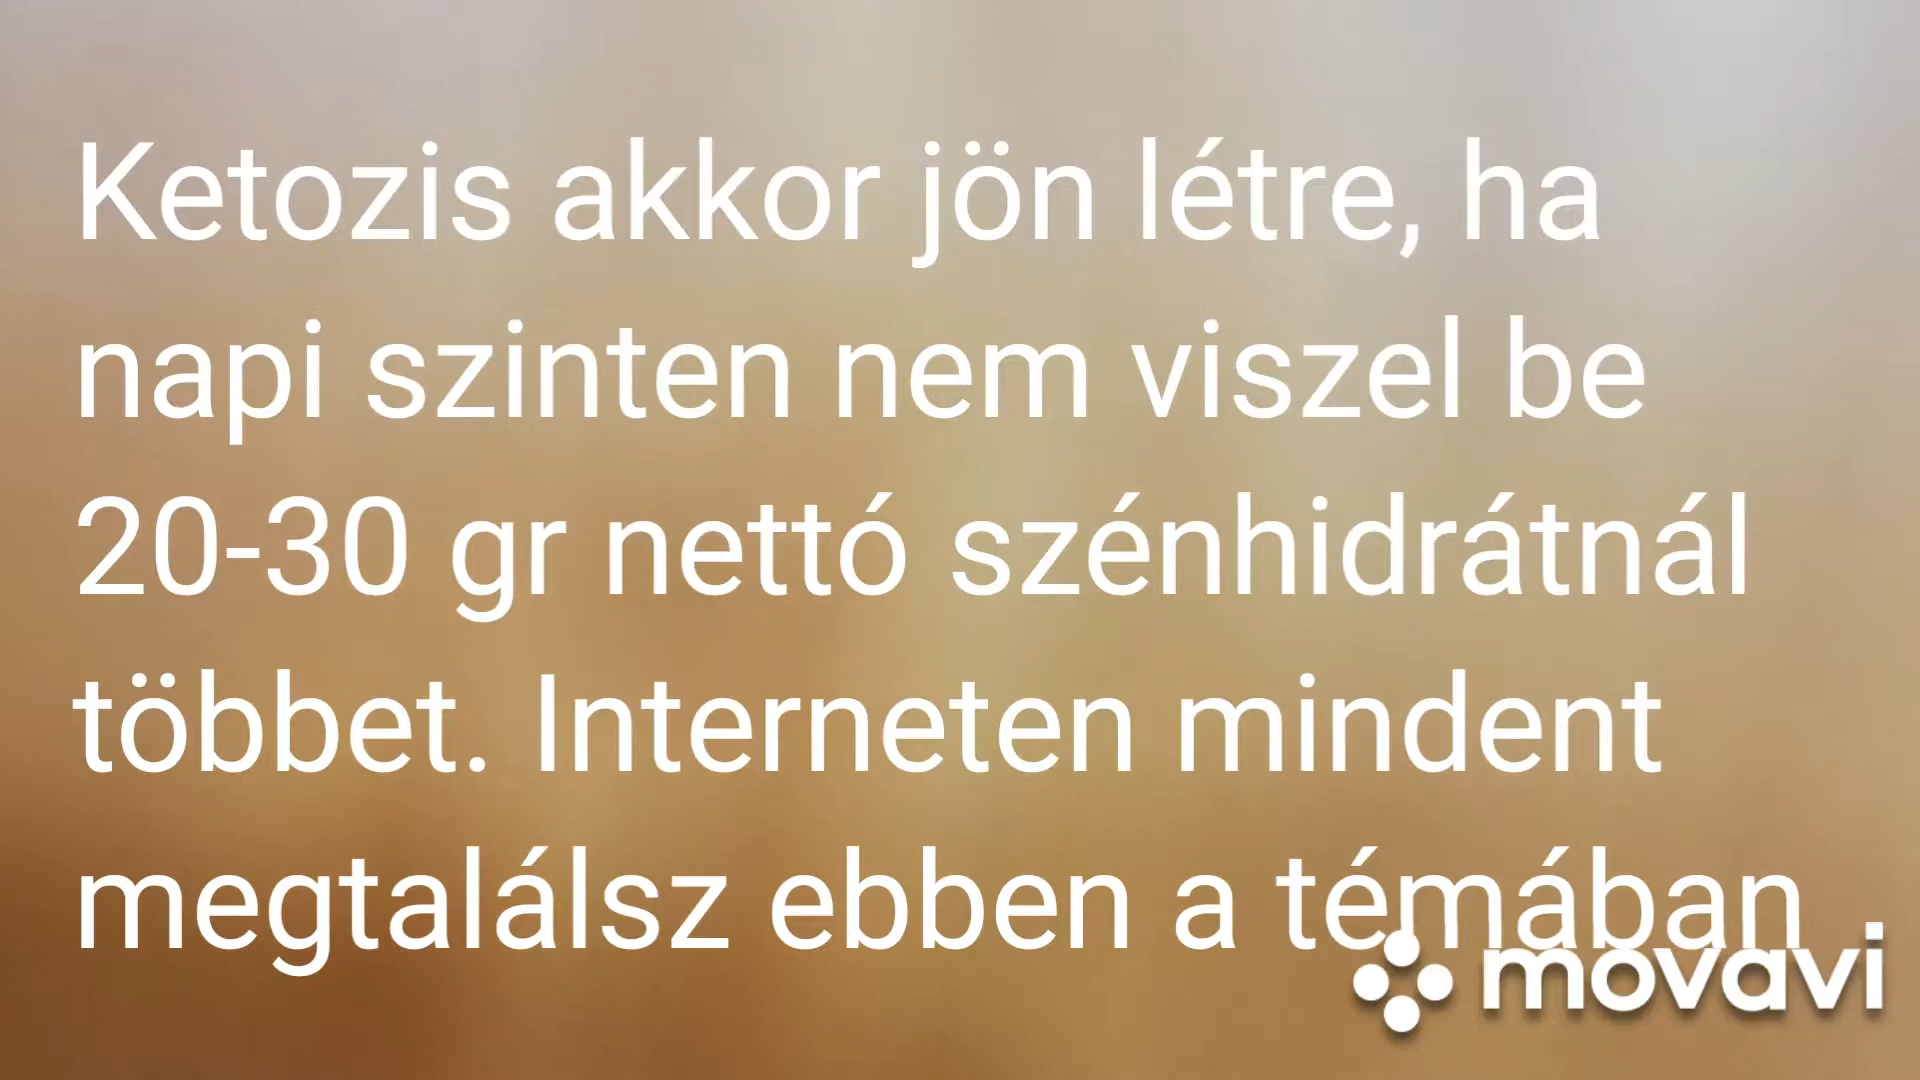 Ketozis akkor jön létre, ha
napi szinten nem viszel be
20-30 gr nettó szénhidrátnál
többet. Interneten mindent
megtalálsz ebben a témában
movavi